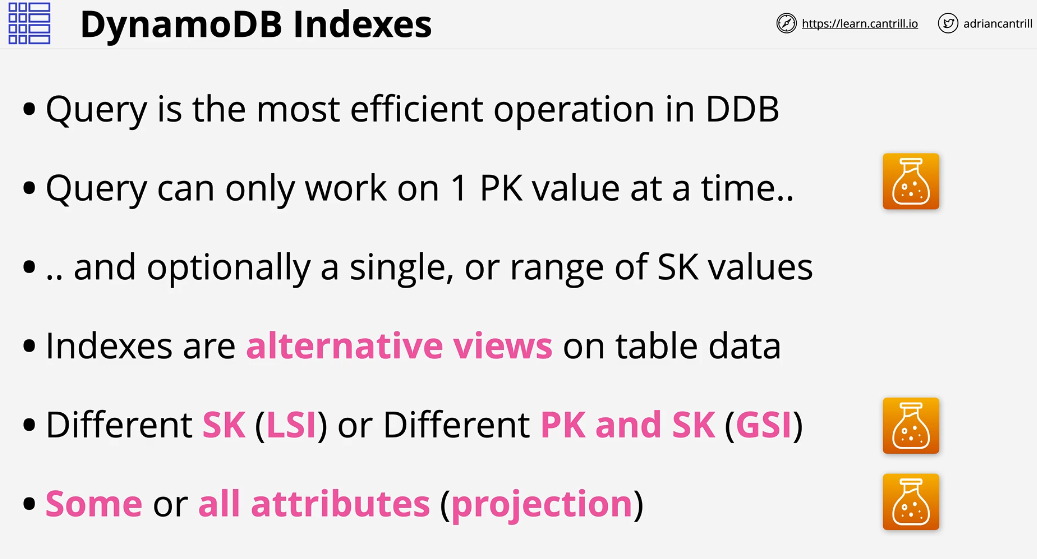 DynamoDB Indexes
https://learn.cantrill.io
adriancantrill
• Query is the most efficient operation in DDB
• Query can only work on 1 PK value at a time..
• .. and optionally a single, or range of SK values
• Indexes are alternative views on table data
• Different SK (LSI) or Different PK and SK (GSI)
• Some or all attributes (projection)